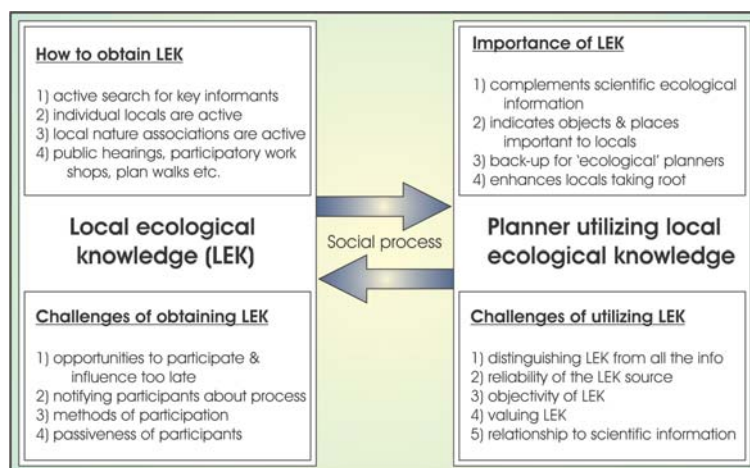 How to obtain LEK
1) active search for key informants
2) individual locals are active
3) local nature associations are active
4) public hearings, participatory work
shops, plan walks etc.
Local ecological
knowledge (LEK)
Challenges of obtaining LEK
1) opportunities to participate &
influence too late
2) notifying participants about process
3) methods of participation
4) passiveness of participants
Social process
Importance of LEK
1) complements scientific ecological
information
2) indicates objects & places
important to locals
3) back-up for 'ecological' planners
4) enhances locals taking root
Planner utilizing local
ecological knowledge
Challenges of utilizing LEK
1) distinguishing LEK from all the info
2) reliability of the LEK source
3) objectivity of LEK
4) valuing LEK
5) relationship to scientific information